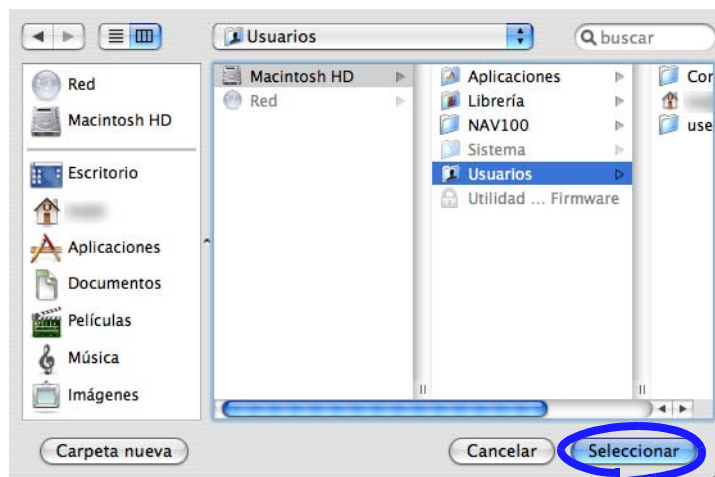 Usuarios
buscar
Red
Macintosh HD
Escritorio
Aplicaciones
Documentos
Películas
Música
Imágenes
Macintosh HD
Red
Aplicaciones
Librería
NAV100
Sistema
Usuarios
Utilidad ... Firmware
Cor
use
Carpeta nueva
Cancelar
Seleccionar